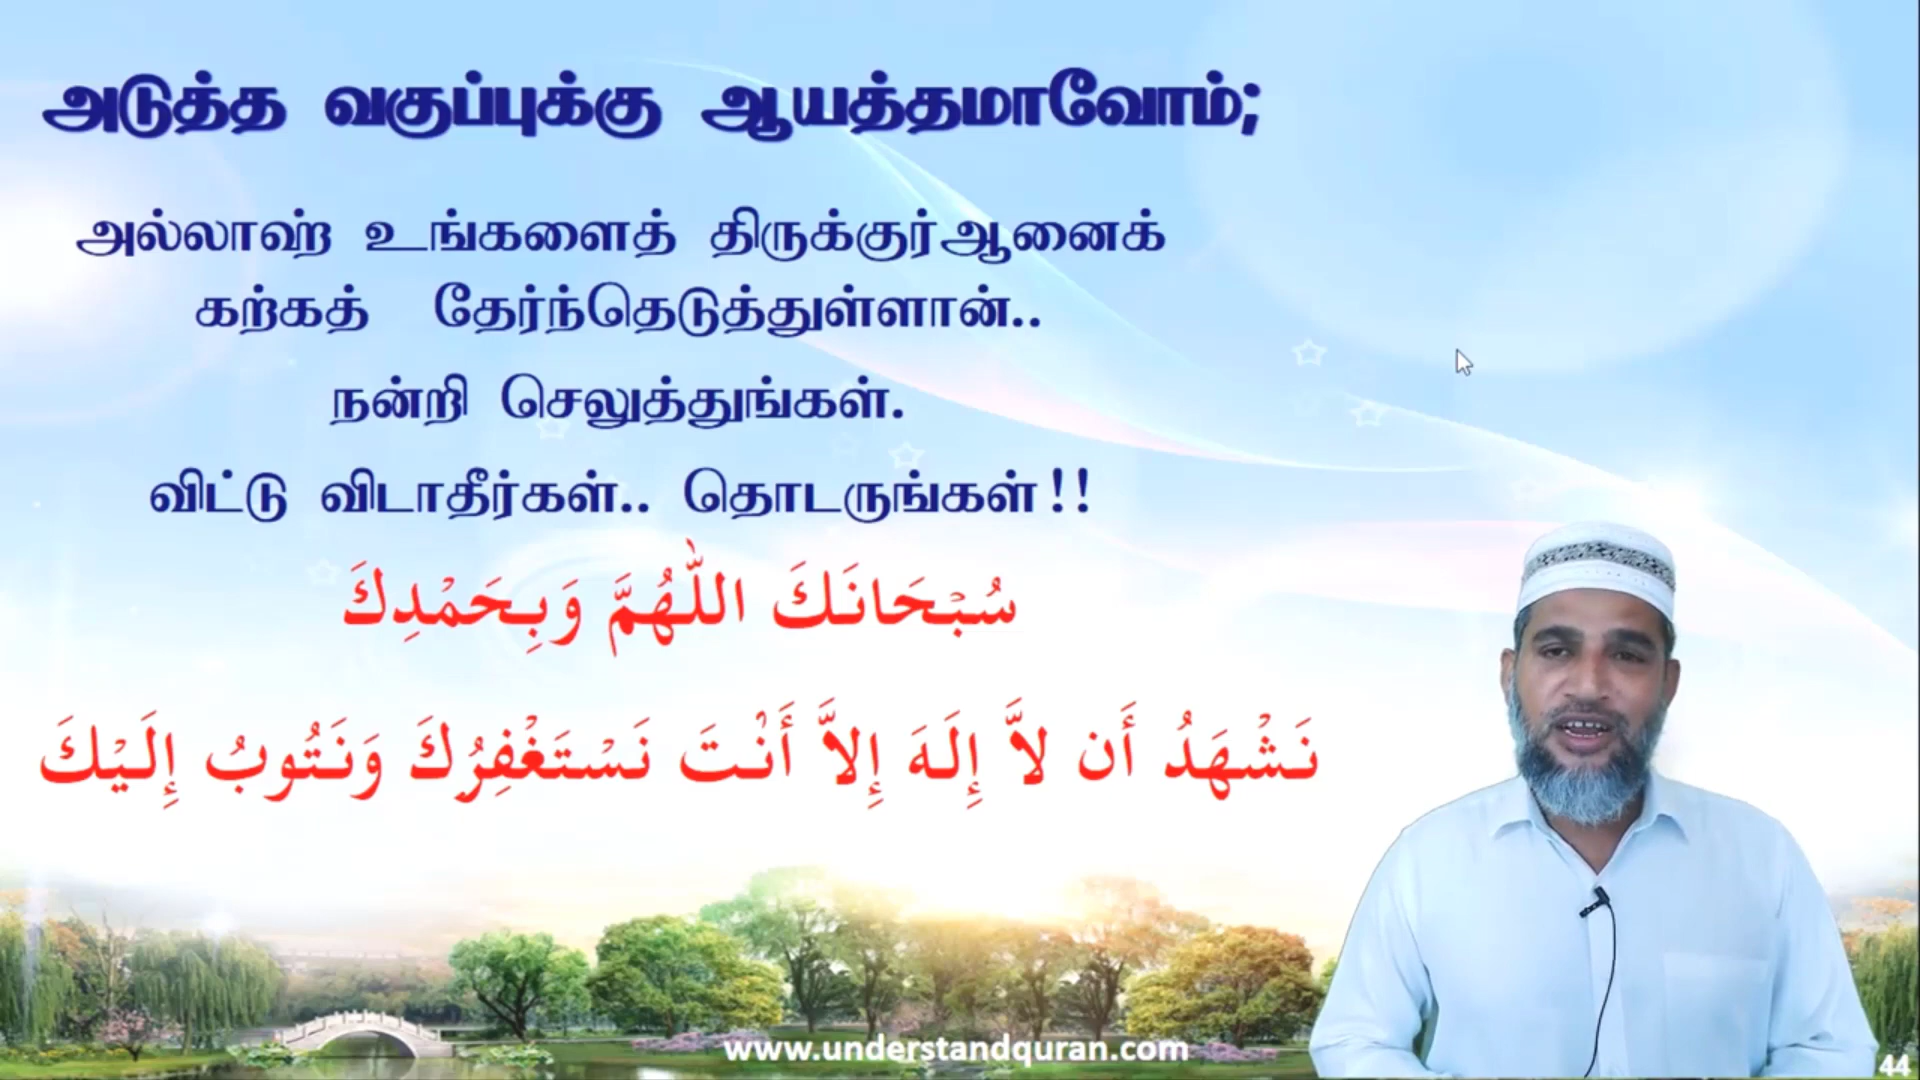 அடுத்த வகுப்புக்கு ஆயத்தமாவோம்;
அல்லாஹ் உங்களைத் திருக்குர்ஆனைக்
கற்கத் தேர்ந்தெடுத்துள்ளான்..
நன்றி செலுத்துங்கள்.
விட்டு விடாதீர்கள்.. தொடருங்கள்!!
سُبْحَانَكَ اللّٰهُمَّ وَبِحَمْدِكَ
نَشْهَدُ أَن لاَّ إِلَهَ إِلاَّ أَنْتَ نَسْتَغْفِرُكَ وَنَتُوبُ إِلَيْكَ
www.understandquran.com
44